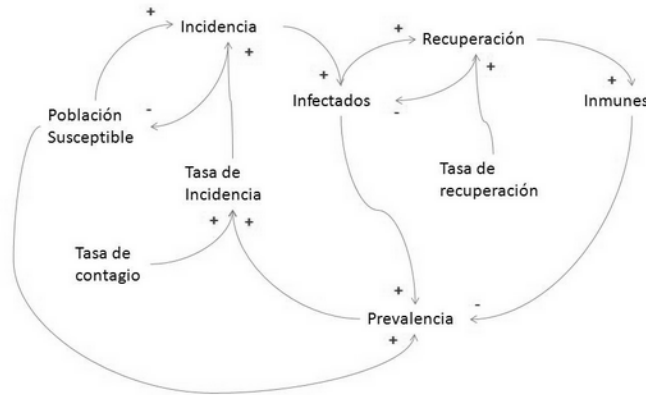 +
Incidencia
+
Recuperación
+
+
+
+
-
Población
Susceptible
Infectados
-
Inmunes
Tasa de
Incidencia
Tasa de
recuperación
+
+
Tasa de
contagio
+
-
Prevalencia
+